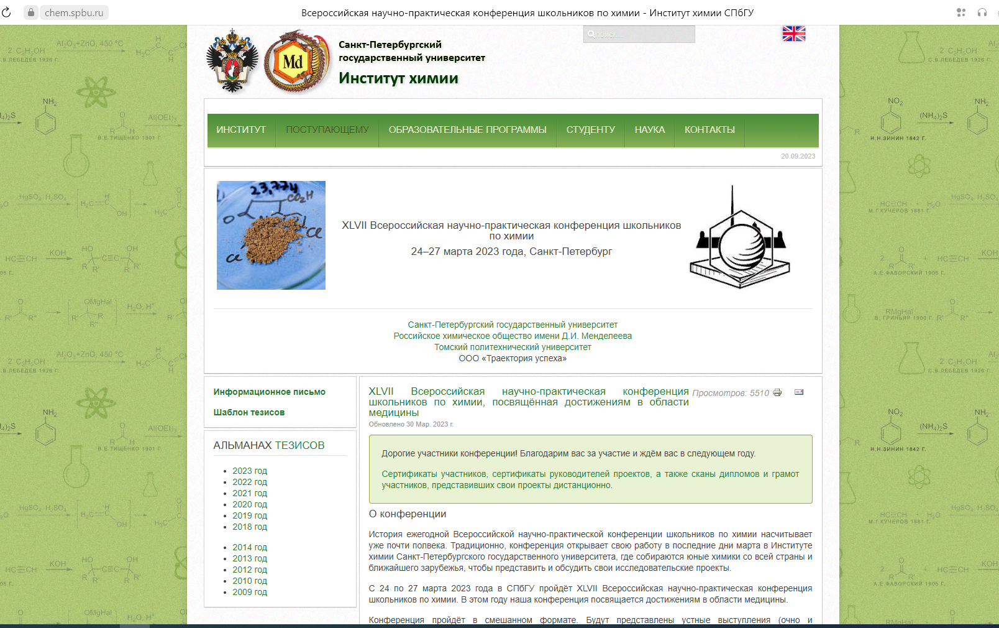 chem.spbu.ru
Всероссийская научно-практическая конференция школьников по химии - Институт химии СПбГУ
Санкт-Петербургский
государственный университет
Институт химии
Md
поиск...
ИНСТИТУТ
ПОСТУПАЮЩЕМУ
ОБРАЗОВАТЕЛЬНЫЕ ПРОГРАММЫ
СТУДЕНТУ
НАУКА
КОНТАКТЫ
20.09.2023
CO₂H
XLVII Всероссийская научно-практическая конференция школьников
по химии
24–27 марта 2023 года, Санкт-Петербург
Санкт-Петербургский государственный университет
Российское химическое общество имени Д.И. Менделеева
Томский политехнический университет
ООО «Траектория успеха»
Информационное письмо
Шаблон тезисов
АЛЬМАНАХ ТЕЗИСОВ
2023 год
2022 год
2021 год
2020 год
2019 год
2018 год
2014 год
2013 год
2012 год
2010 год
2009 год
XLVII Всероссийская научно-практическая конференция
школьников по химии, посвящённая достижениям в области
медицины
Просмотров: 5510
Обновлено 30 Мар. 2023 г.
Дорогие участники конференции! Благодарим вас за участие и ждём вас в следующем году.
Сертификаты участников, сертификаты руководителей проектов, а также сканы дипломов и грамот
участников, представивших свои проекты дистанционно.
О конференции
История ежегодной Всероссийской научно-практической конференции школьников по химии насчитывает
уже почти полвека. Традиционно, конференция открывает свою работу в последние дни марта в Институте
химии Санкт-Петербургского государственного университета, где собираются юные химики со всей страны и
ближайшего зарубежья, чтобы представить и обсудить свои исследовательские проекты.
С 24 по 27 марта 2023 года в СПбГУ пройдёт XLVII Всероссийская научно-практическая конференция
школьников по химии. В этом году наша конференция посвящается достижениям в области медицины.
Конференция пройдёт в смешанном формате. Будут представлены устные выступления (очно и